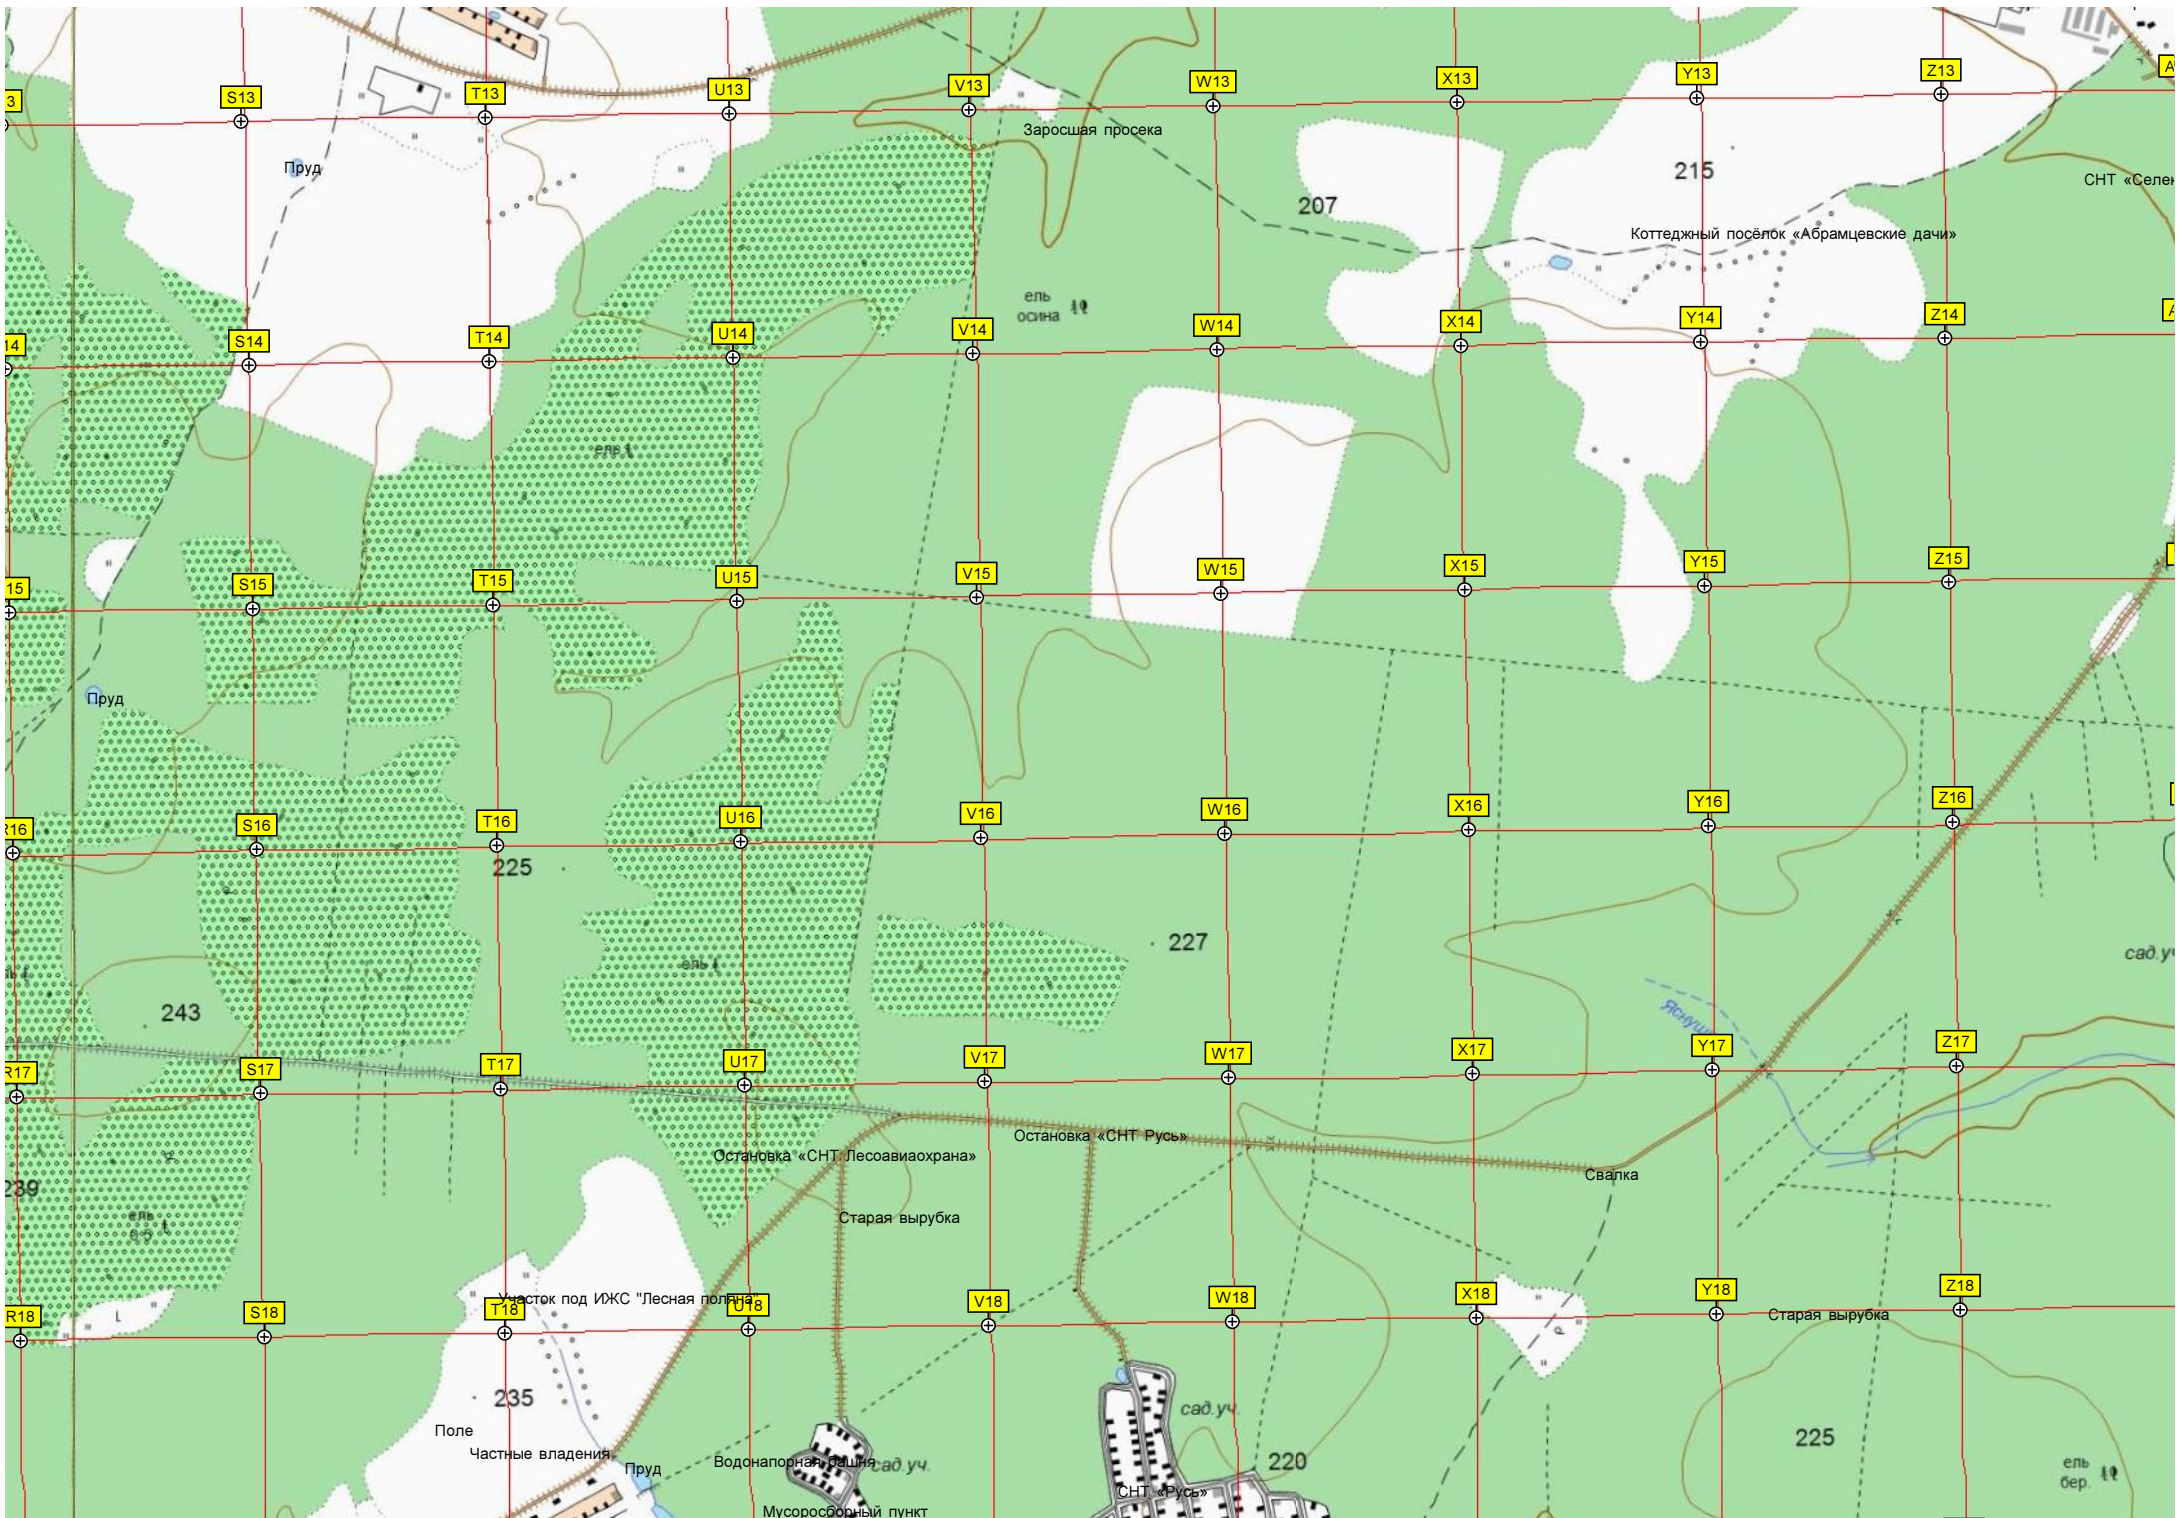 S13
T13
U13
V13
W13
X13
Y13
Z13
13
Заросшая просека
Пруд
215
СНТ «Селек
207
Коттеджный посёлок «Абрамцевские дачи»
ель
осина
S14
T14
U14
V14
W14
X14
Y14
Z14
14
ель
S15
T15
U15
V15
W15
X15
Y15
Z15
15
Пруд
R16
S16
T16
U16
V16
W16
X16
Y16
Z16
225
227
сад.уч
ель
243
Яснуш
R17
S17
T17
U17
V17
W17
X17
Y17
Z17
Остановка «СНТ Русь»
Остановка «СНТ Лесоавиаохрана»
Свалка
239
Старая вырубка
ель
Участок под ИЖС "Лесная поляна"
R18
S18
T18
U18
V18
W18
X18
Y18
Z18
Старая вырубка
235
сад.уч.
Поле
225
Частные владения
Водонапорная башня
сад.уч.
220
Пруд
ель
бер.
СНТ «Русь»
Мусоросборный пункт